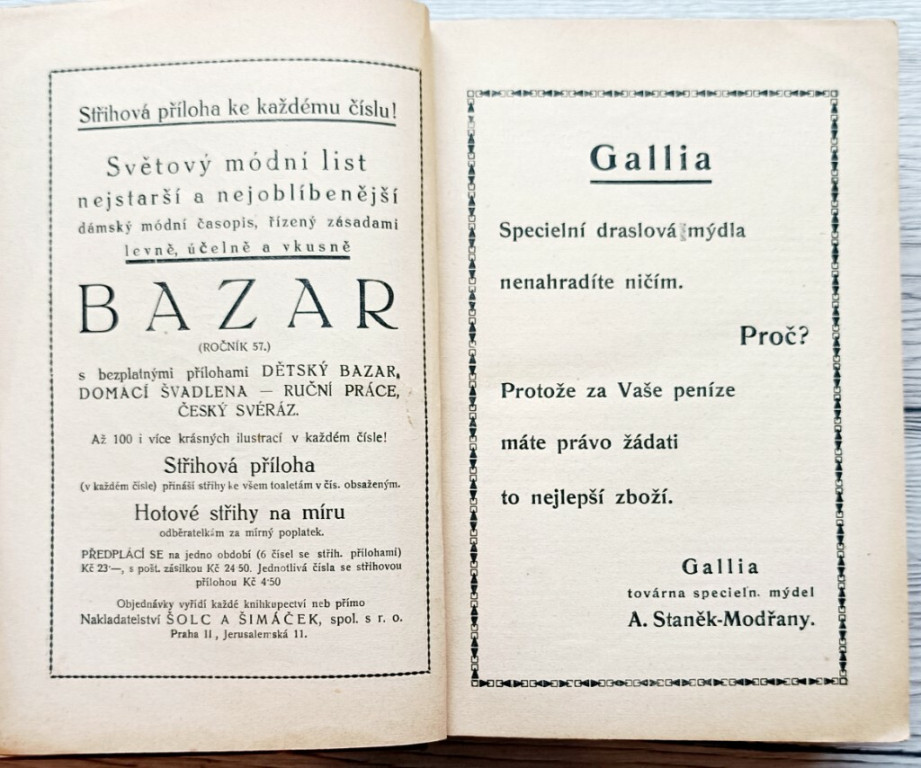 Střihová příloha ke každému číslu!
Světový módní list
nejstarší a nejoblíbenější
dámský módní časopis, řízený zásadami
levně, účelně a vkusně
BAZAR
(ROČNÍK 57.)
s bezplatnými přílohami DĚTSKÝ BAZAR,
DOMACÍ ŠVADLENA — RUČNÍ PRÁCE,
ČESKÝ SVÉRÁZ.
Až 100 i více krásných ilustrací v každém čísle!
Střihová příloha
(v každém čísle) přináší střihy ke všem toaletám v čís. obsaženým.
Hotové střihy na míru
odběratelkám za mírný poplatek.
PŘEDPLÁCÍ SE na jedno období (6 čísel se střih. přílohami)
Kč 23·—, s pošt. zásilkou Kč 24·50. Jednotlivá čísla se střihovou
přílohou Kč 4·50
Objednávky vyřídí každé knihkupectví neb přímo
Nakladatelství ŠOLC A ŠIMÁČEK, spol. s r. o.
Praha II, Jerusalemská 11.
Gallia
Specielní draslová mýdla
nenahradíte ničím.
Proč?
Protože za Vaše peníze
máte právo žádati
to nejlepší zboží.
Gallia
továrna specieľn. mýdel
A. Staněk-Modřany.